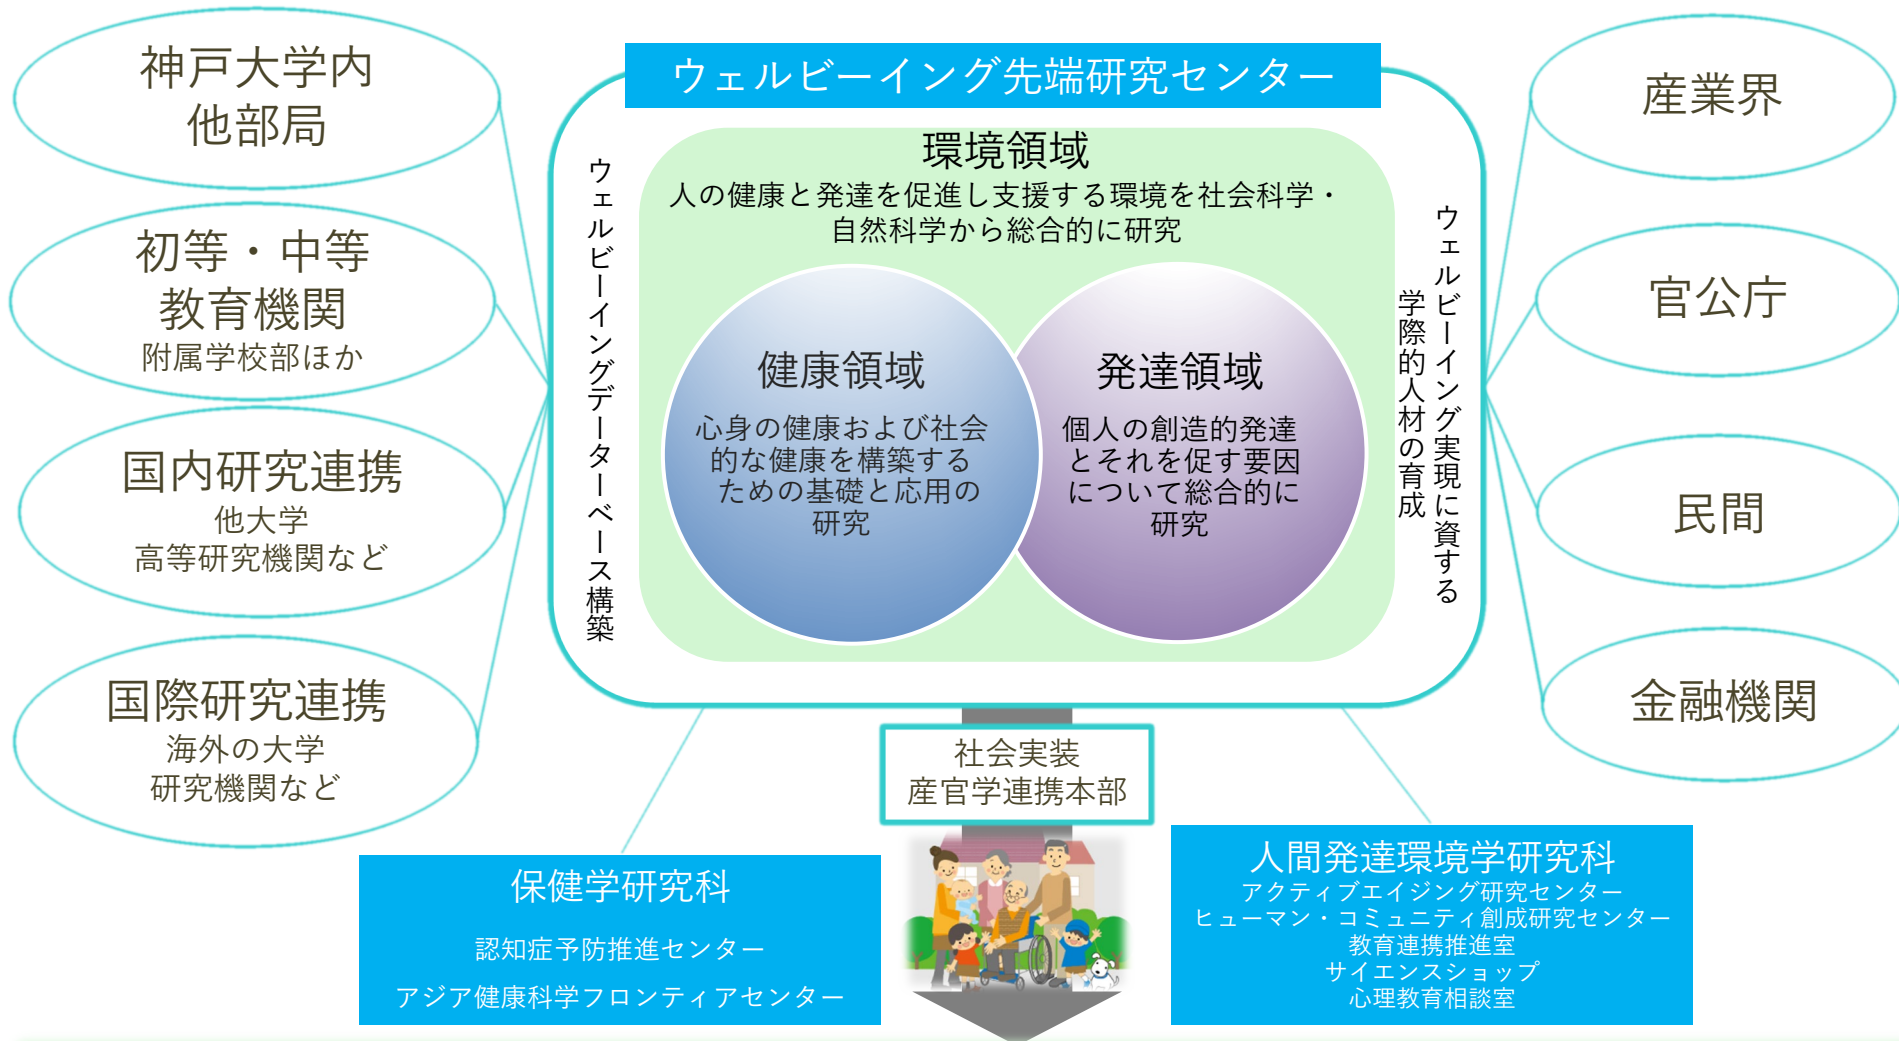 神戸大学内
他部局
初等・中等
教育機関
附属学校部ほか
国内研究連携
他大学
高等研究機関など
国際研究連携
海外の大学
研究機関など
ウェルビーイング先端研究センター
ウェルビーイングデーターベース構築
環境領域
人の健康と発達を促進し支援する環境を社会科学・
自然科学から総合的に研究
健康領域
心身の健康および社会
的な健康を構築する
ための基礎と応用の
研究
発達領域
個人の創造的発達
とそれを促す要因
について総合的に
研究
ウェルビーイング実現に資する
学際的人材の育成
産業界
官公庁
民間
金融機関
社会実装
産官学連携本部
保健学研究科
認知症予防推進センター
アジア健康科学フロンティアセンター
人間発達環境学研究科
アクティブエイジング研究センター
ヒューマン・コミュニティ創成研究センター
教育連携推進室
サイエンスショップ
心理教育相談室